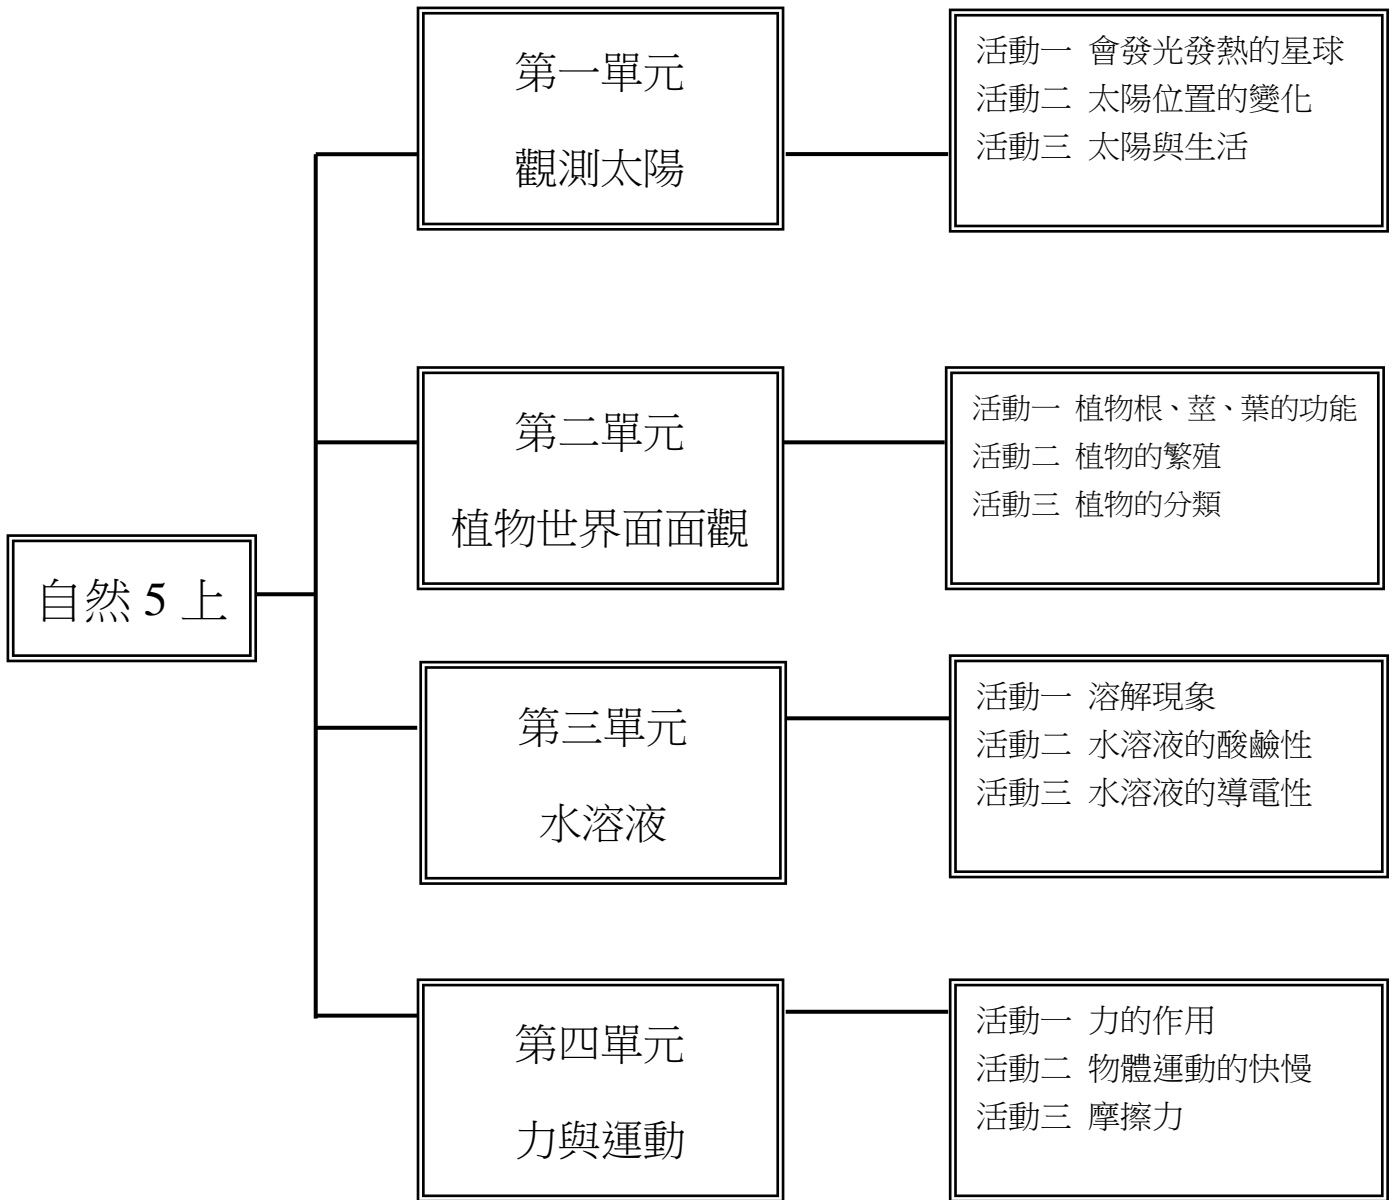 自然 5 上
第一單元
觀測太陽
活動一 會發光發熱的星球
活動二 太陽位置的變化
活動三 太陽與生活
第二單元
植物世界面面觀
活動一 植物根、莖、葉的功能
活動二 植物的繁殖
活動三 植物的分類
第三單元
水溶液
活動一 溶解現象
活動二 水溶液的酸鹼性
活動三 水溶液的導電性
第四單元
力與運動
活動一 力的作用
活動二 物體運動的快慢
活動三 摩擦力